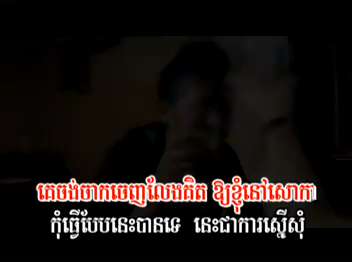 គេចង់ចាកចេញលែងគិត ឱ្យខ្ញុំនៅសោកា
កុំធ្វើបែបនេះបានទេ នេះជាការស្នើសុំ